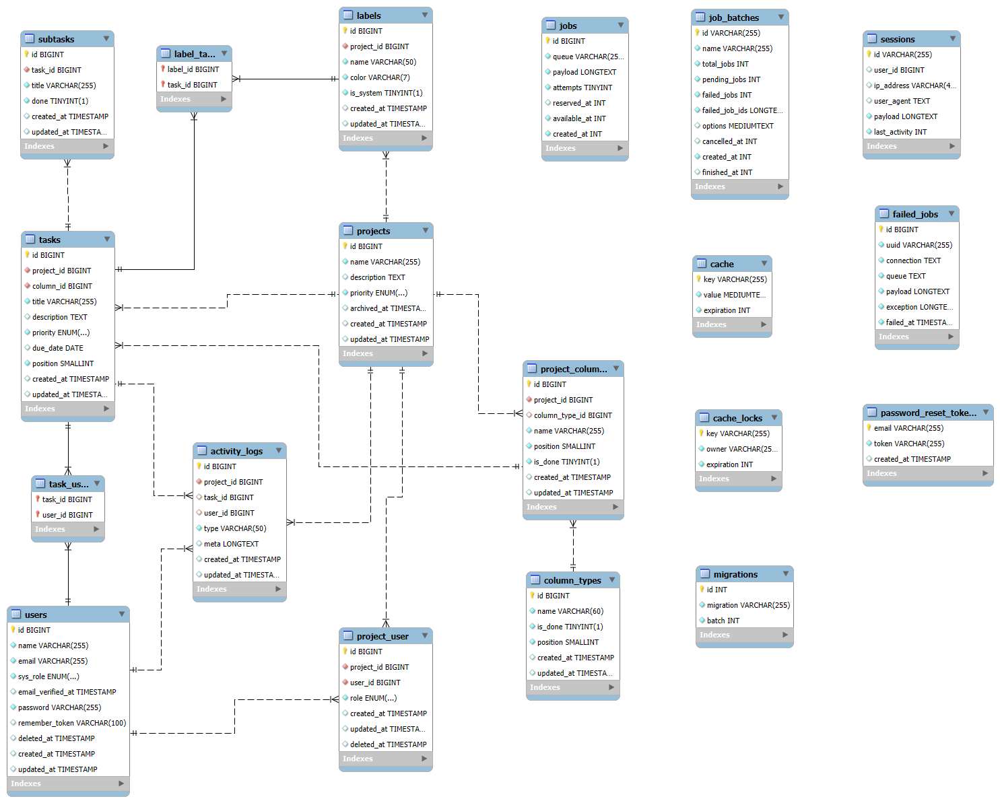 subtasks
id BIGINT
task_id BIGINT
title VARCHAR(255)
done TINYINT(1)
created_at TIMESTAMP
updated_at TIMESTA...
Indexes
label_ta...
label_id BIGINT
task_id BIGINT
Indexes
labels
id BIGINT
project_id BIGINT
name VARCHAR(50)
color VARCHAR(7)
is_system TINYINT(1)
created_at TIMESTAMP
updated_at TIMESTA...
Indexes
jobs
id BIGINT
queue VARCHAR(25...
payload LONGTEXT
attempts TINYINT
reserved_at INT
available_at INT
created_at INT
Indexes
job_batches
id VARCHAR(255)
name VARCHAR(255)
total_jobs INT
pending_jobs INT
failed_jobs INT
failed_job_ids LONGTE...
options MEDIUMTEXT
cancelled_at INT
created_at INT
finished_at INT
Indexes
sessions
id VARCHAR(255)
user_id BIGINT
ip_address VARCHAR(4...
user_agent TEXT
payload LONGTEXT
last_activity INT
Indexes
tasks
id BIGINT
project_id BIGINT
column_id BIGINT
title VARCHAR(255)
description TEXT
priority ENUM(...)
due_date DATE
position SMALLINT
created_at TIMESTAMP
updated_at TIMESTA...
Indexes
projects
id BIGINT
name VARCHAR(255)
description TEXT
priority ENUM(...)
archived_at TIMESTA...
created_at TIMESTAMP
updated_at TIMESTAMP
Indexes
cache
key VARCHAR(255)
value MEDIUMTE...
expiration INT
Indexes
failed_jobs
id BIGINT
uuid VARCHAR(255)
connection TEXT
queue TEXT
payload LONGTEXT
exception LONGTE...
failed_at TIMESTA...
Indexes
project_colum...
id BIGINT
project_id BIGINT
column_type_id BIGINT
name VARCHAR(255)
position SMALLINT
is_done TINYINT(1)
created_at TIMESTAMP
updated_at TIMESTAMP
Indexes
cache_locks
key VARCHAR(255)
owner VARCHAR(25...
expiration INT
Indexes
password_reset_toke...
email VARCHAR(255)
token VARCHAR(255)
created_at TIMESTAMP
Indexes
task_us...
task_id BIGINT
user_id BIGINT
Indexes
activity_logs
id BIGINT
project_id BIGINT
task_id BIGINT
user_id BIGINT
type VARCHAR(50)
meta LONGTEXT
created_at TIMESTAMP
updated_at TIMESTA...
Indexes
column_types
id BIGINT
name VARCHAR(60)
is_done TINYINT(1)
position SMALLINT
created_at TIMESTAMP
updated_at TIMESTA...
Indexes
migrations
id INT
migration VARCHAR(255)
batch INT
Indexes
users
id BIGINT
name VARCHAR(255)
email VARCHAR(255)
sys_role ENUM(...)
email_verified_at TIMESTAMP
password VARCHAR(255)
remember_token VARCHAR(100)
deleted_at TIMESTAMP
created_at TIMESTAMP
updated_at TIMESTAMP
Indexes
project_user
id BIGINT
project_id BIGINT
user_id BIGINT
role ENUM(...)
created_at TIMESTAMP
updated_at TIMESTA...
deleted_at TIMESTAMP
Indexes